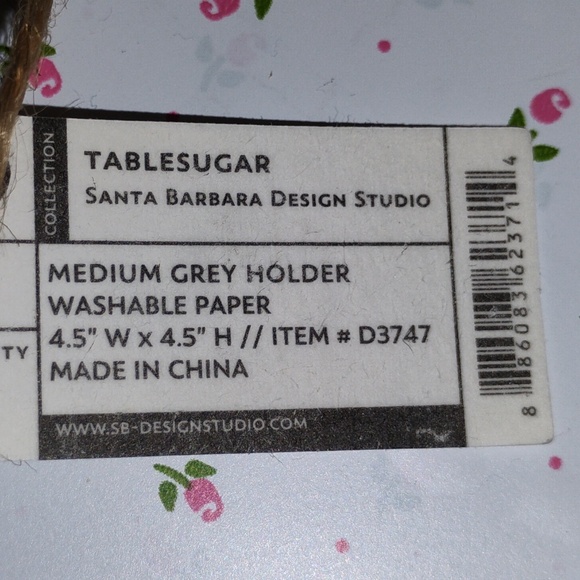 COLLECTION
TABLESUGAR
SANTA BARBARA DESIGN STUDIO
MEDIUM GREY HOLDER
WASHABLE PAPER
4.5" W x 4.5" H // ITEM # D3747
MADE IN CHINA
TY
WWW.SB-DESIGNSTUDIO.COM
8 86083 62371 4